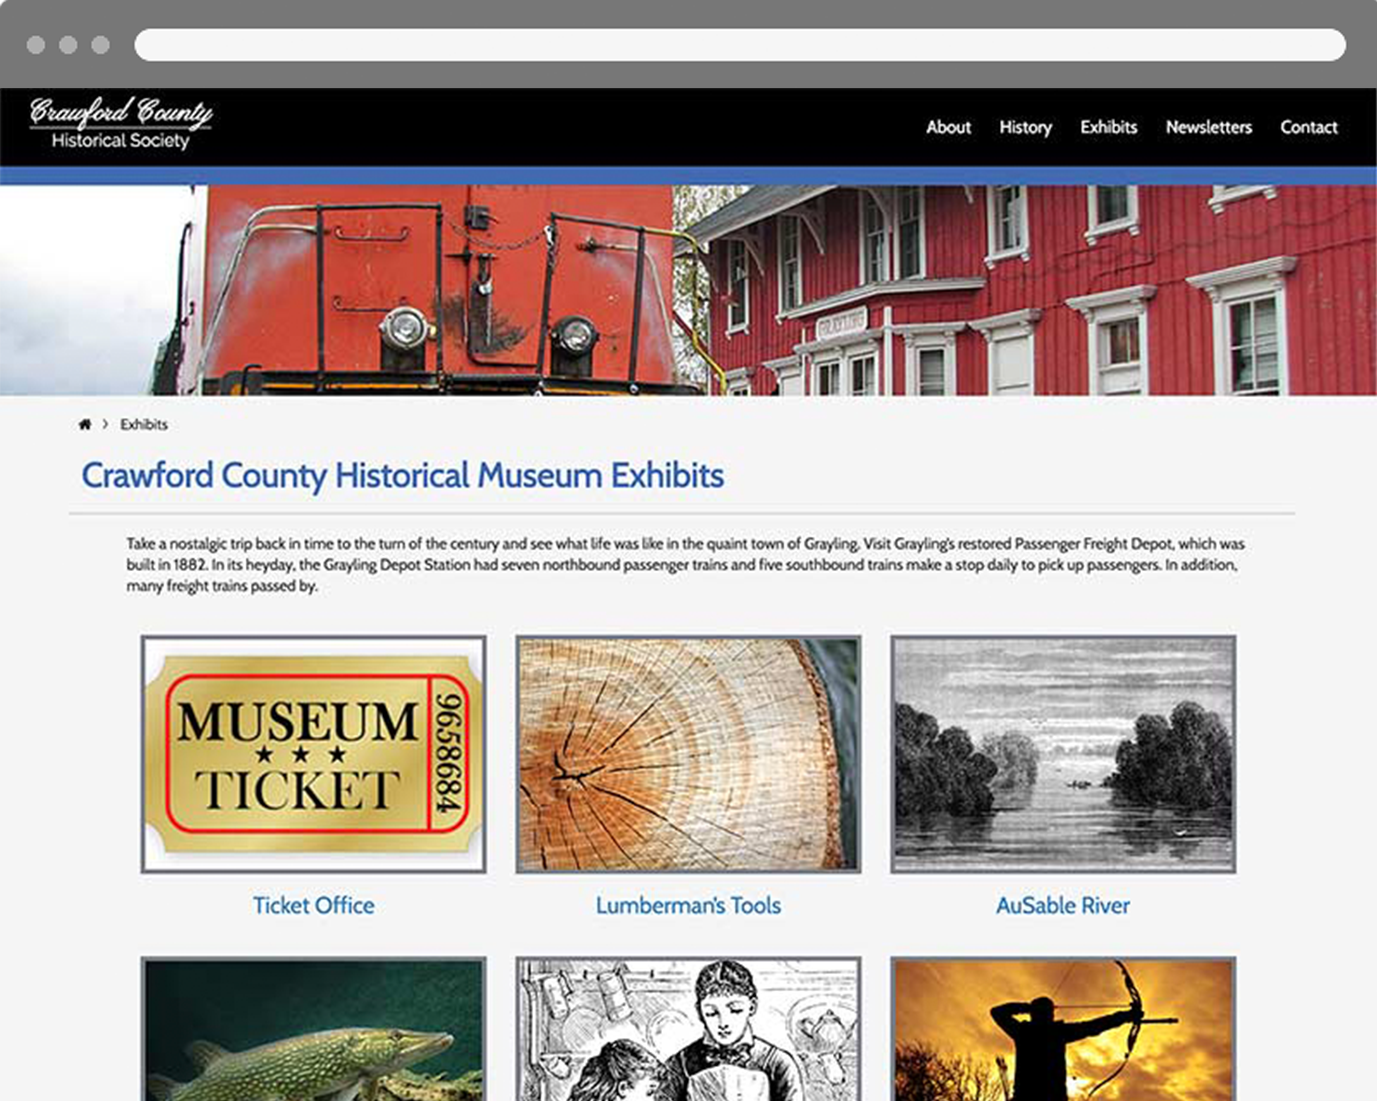 Crawford County
Historical Society
About
History
Exhibits
Newsletters
Contact
GRAYLING
Exhibits
Crawford County Historical Museum Exhibits
Take a nostalgic trip back in time to the turn of the century and see what life was like in the quaint town of Grayling. Visit Grayling's restored Passenger Freight Depot, which was
built in 1882. In its heyday, the Grayling Depot Station had seven northbound passenger trains and five southbound trains make a stop daily to pick up passengers. In addition,
many freight trains passed by.
MUSEUM
TICKET
9658684
Ticket Office
Lumberman's Tools
AuSable River